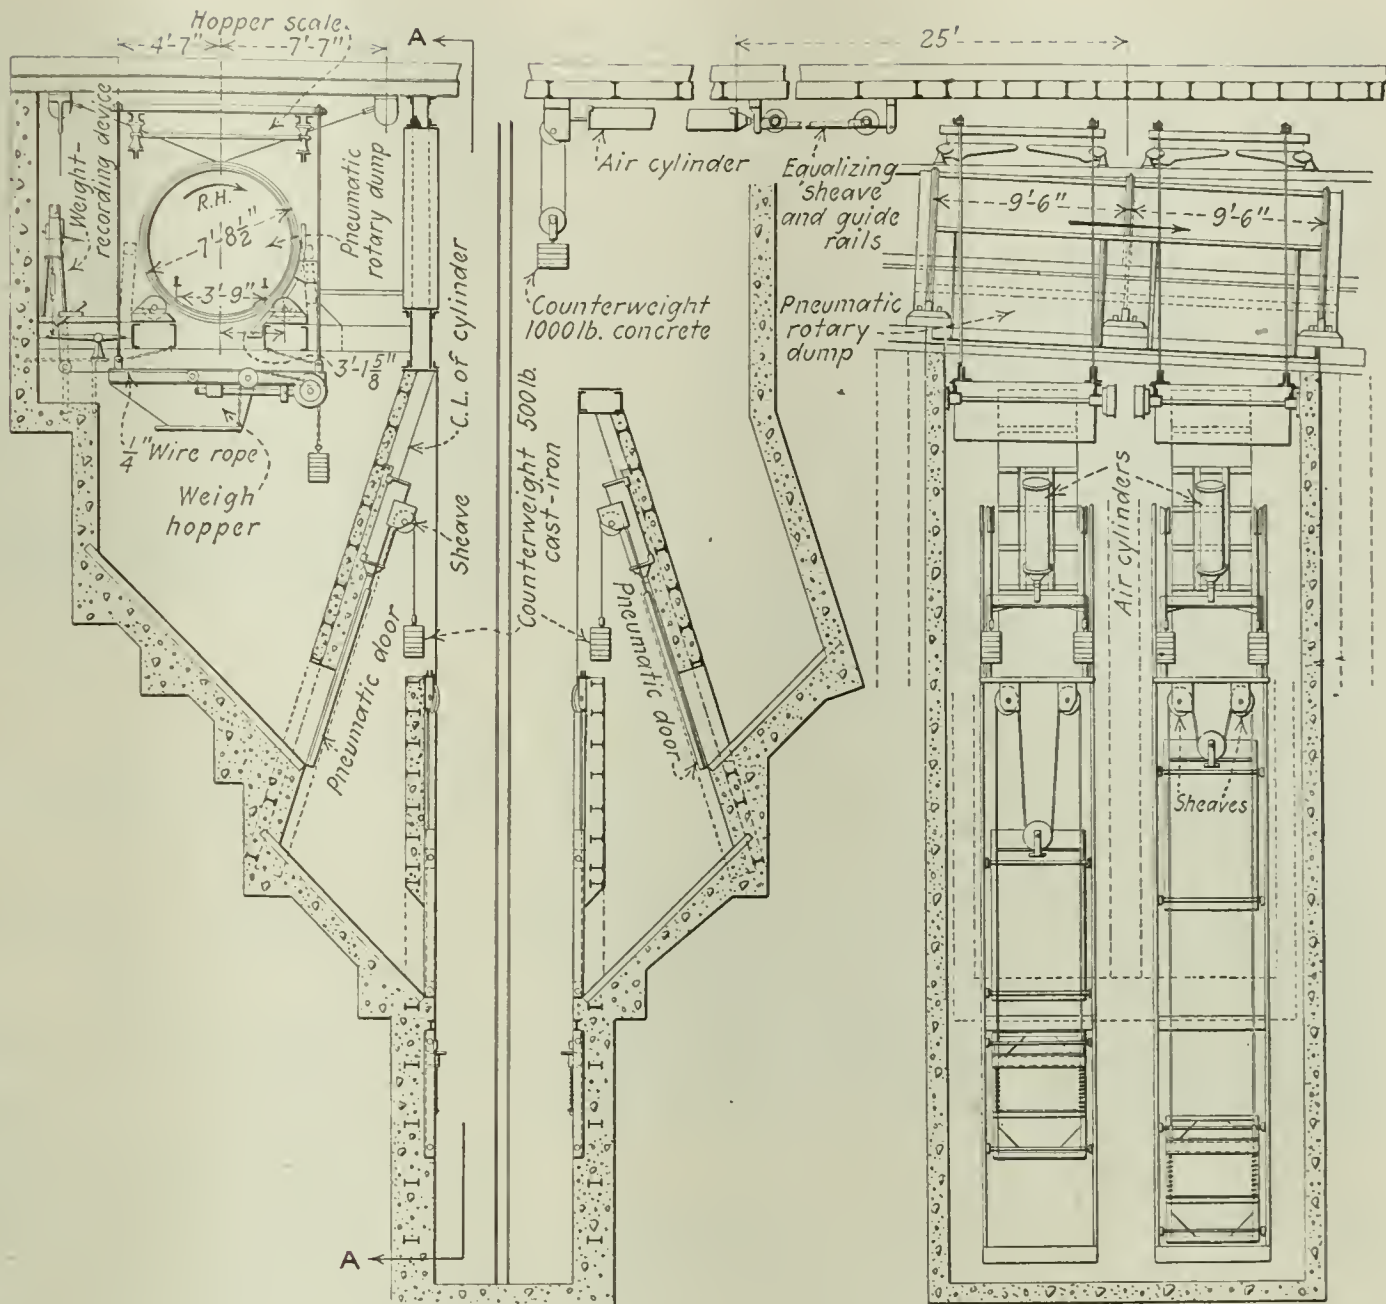 Hopper scale.
4'-7"
7'-7"
A
25'
Weight-
recording device
R.H.
7'-8½"
3'-9"
Pneumatic
rotary dump
3'-1⅝"
¼" Wire rope
Weigh
hopper
C.L. of cylinder
Sheave
Pneumatic door
Air cylinder
Counterweight
1000 lb. concrete
Equalizing
sheave
and guide
rails
Counterweight 500 lb.
cast-iron
Pneumatic door
9'-6"
9'-6"
Pneumatic
rotary
dump
Air cylinders
Sheaves
A